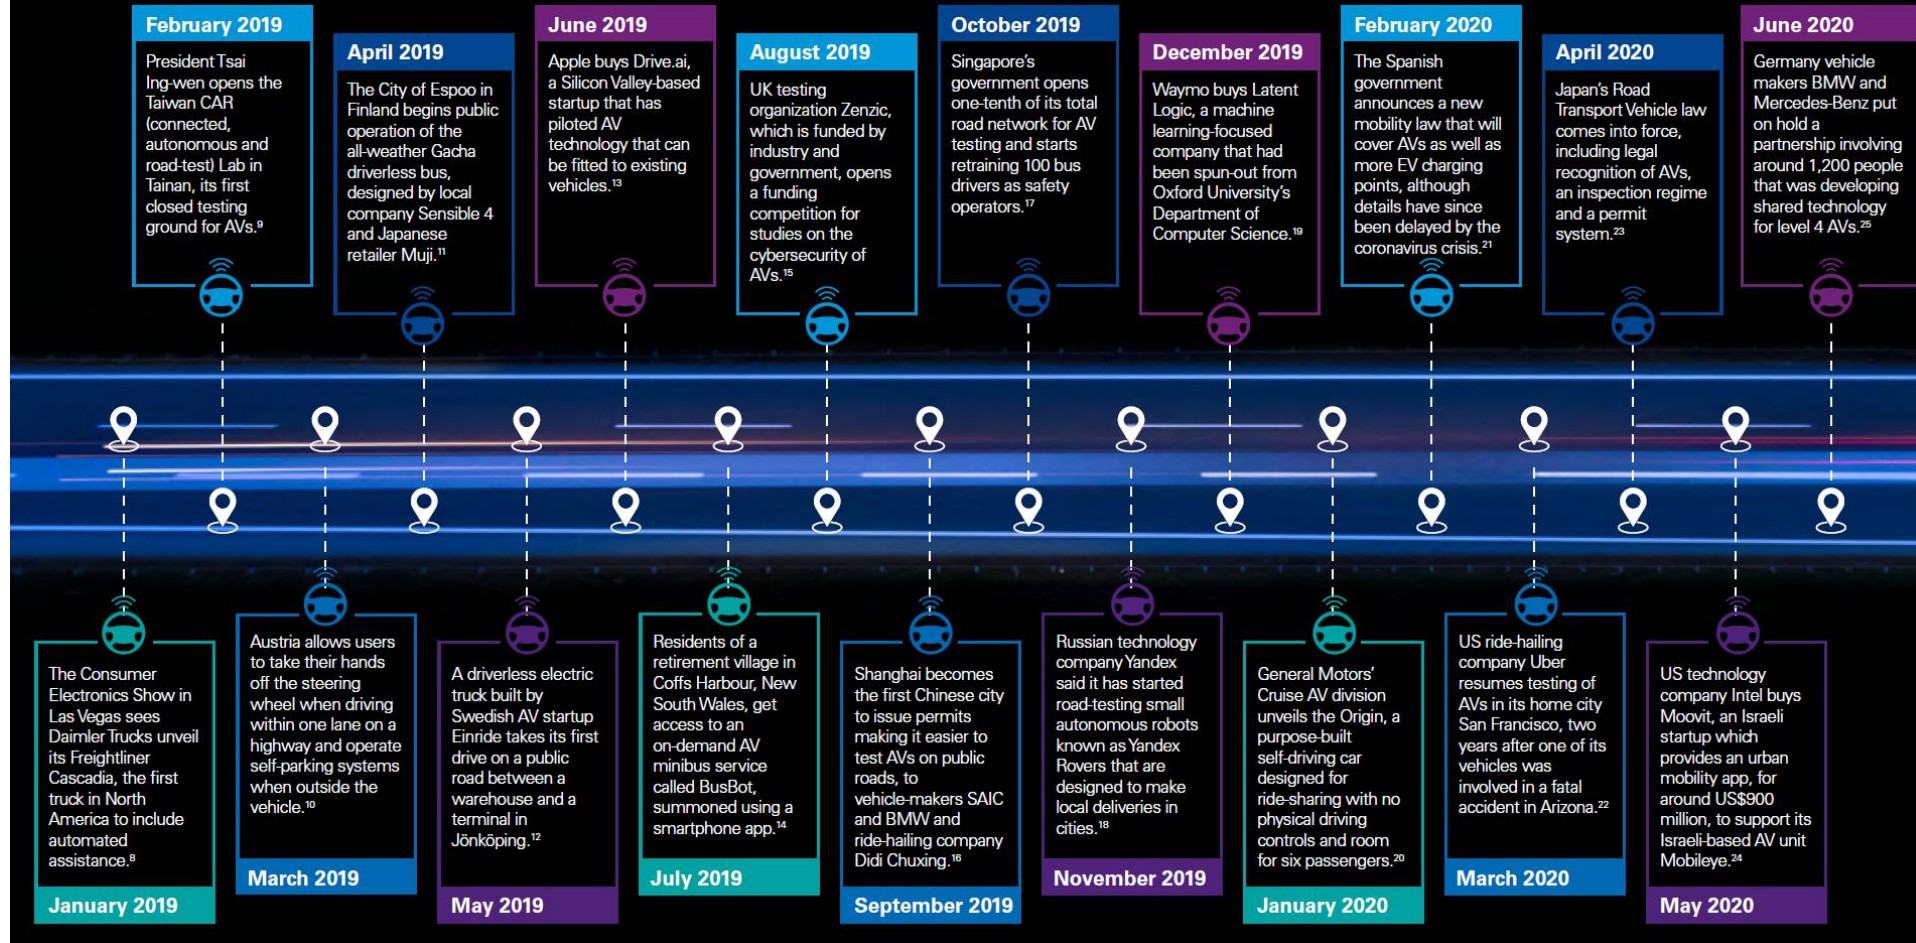 February 2019
President Tsai
Ing-wen opens the
Taiwan CAR
(connected,
autonomous and
road-test) Lab in
Tainan, its first
closed testing
ground for AVs.⁹
April 2019
The City of Espoo in
Finland begins public
operation of the
all-weather Gacha
driverless bus,
designed by local
company Sensible 4
and Japanese
retailer Muji.¹¹
June 2019
Apple buys Drive.ai,
a Silicon Valley-based
startup that has
piloted AV
technology that can
be fitted to existing
vehicles.¹³
August 2019
UK testing
organization Zenzic,
which is funded by
industry and
government, opens
a funding
competition for
studies on the
cybersecurity of
AVs.¹⁵
October 2019
Singapore's
government opens
one-tenth of its total
road network for AV
testing and starts
retraining 100 bus
drivers as safety
operators.¹⁷
December 2019
Waymo buys Latent
Logic, a machine
learning-focused
company that had
been spun-out from
Oxford University's
Department of
Computer Science.¹⁹
February 2020
The Spanish
government
announces a new
mobility law that will
cover AVs as well as
more EV charging
points, although
details have since
been delayed by the
coronavirus crisis.²¹
April 2020
Japan's Road
Transport Vehicle law
comes into force,
including legal
recognition of AVs,
an inspection regime
and a permit
system.²³
June 2020
Germany vehicle
makers BMW and
Mercedes-Benz put
on hold a
partnership involving
around 1,200 people
that was developing
shared technology
for level 4 AVs.²⁵
The Consumer
Electronics Show in
Las Vegas sees
Daimler Trucks unveil
its Freightliner
Cascadia, the first
truck in North
America to include
automated
assistance.⁸
January 2019
Austria allows users
to take their hands
off the steering
wheel when driving
within one lane on a
highway and operate
self-parking systems
when outside the
vehicle.¹⁰
March 2019
A driverless electric
truck built by
Swedish AV startup
Einride takes its first
drive on a public
road between a
warehouse and a
terminal in
Jönköping.¹²
May 2019
Residents of a
retirement village in
Coffs Harbour, New
South Wales, get
access to an
on-demand AV
minibus service
called BusBot,
summoned using a
smartphone app.¹⁴
July 2019
Shanghai becomes
the first Chinese city
to issue permits
making it easier to
test AVs on public
roads, to
vehicle-makers SAIC
and BMW and
ride-hailing company
Didi Chuxing.¹⁶
September 2019
Russian technology
company Yandex
said it has started
road-testing small
autonomous robots
known as Yandex
Rovers that are
designed to make
local deliveries in
cities.¹⁸
November 2019
General Motors'
Cruise AV division
unveils the Origin, a
purpose-built
self-driving car
designed for
ride-sharing with no
physical driving
controls and room
for six passengers.²⁰
January 2020
US ride-hailing
company Uber
resumes testing of
AVs in its home city
San Francisco, two
years after one of its
vehicles was
involved in a fatal
accident in Arizona.²²
March 2020
US technology
company Intel buys
Moovit, an Israeli
startup which
provides an urban
mobility app, for
around US$900
million, to support its
Israeli-based AV unit
Mobileye.²⁴
May 2020